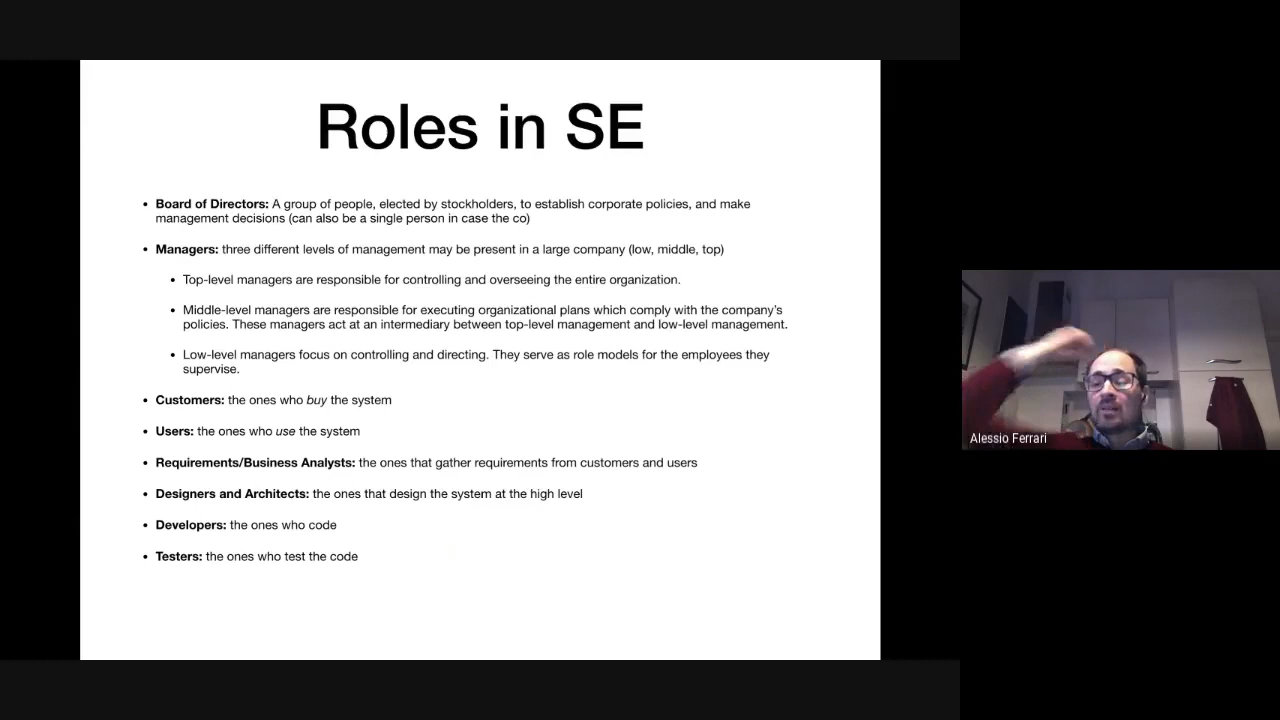 Roles in SE
• Board of Directors: A group of people, elected by stockholders, to establish corporate policies, and make
management decisions (can also be a single person in case the co)
• Managers: three different levels of management may be present in a large company (low, middle, top)
• Top-level managers are responsible for controlling and overseeing the entire organization.
• Middle-level managers are responsible for executing organizational plans which comply with the company's
policies. These managers act at an intermediary between top-level management and low-level management.
• Low-level managers focus on controlling and directing. They serve as role models for the employees they
supervise.
• Customers: the ones who buy the system
• Users: the ones who use the system
• Requirements/Business Analysts: the ones that gather requirements from customers and users
• Designers and Architects: the ones that design the system at the high level
• Developers: the ones who code
• Testers: the ones who test the code
Alessio Ferrari